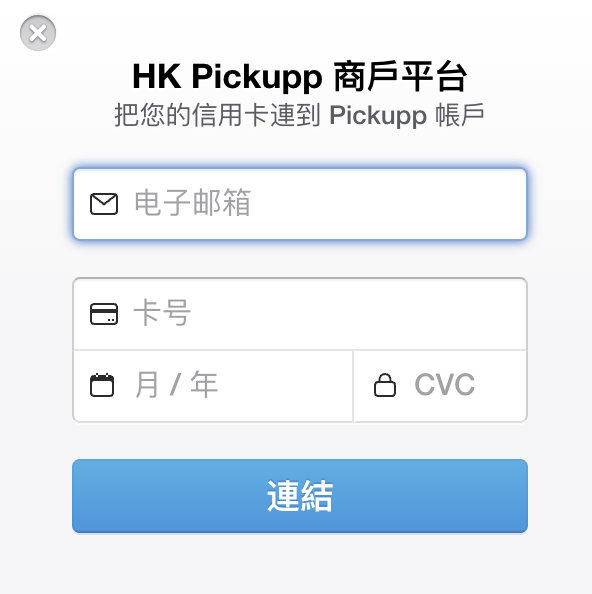 HK Pickupp 商戶平台
把您的信用卡連到 Pickupp 帳戶
电子邮箱
卡号
月 / 年
CVC
連結